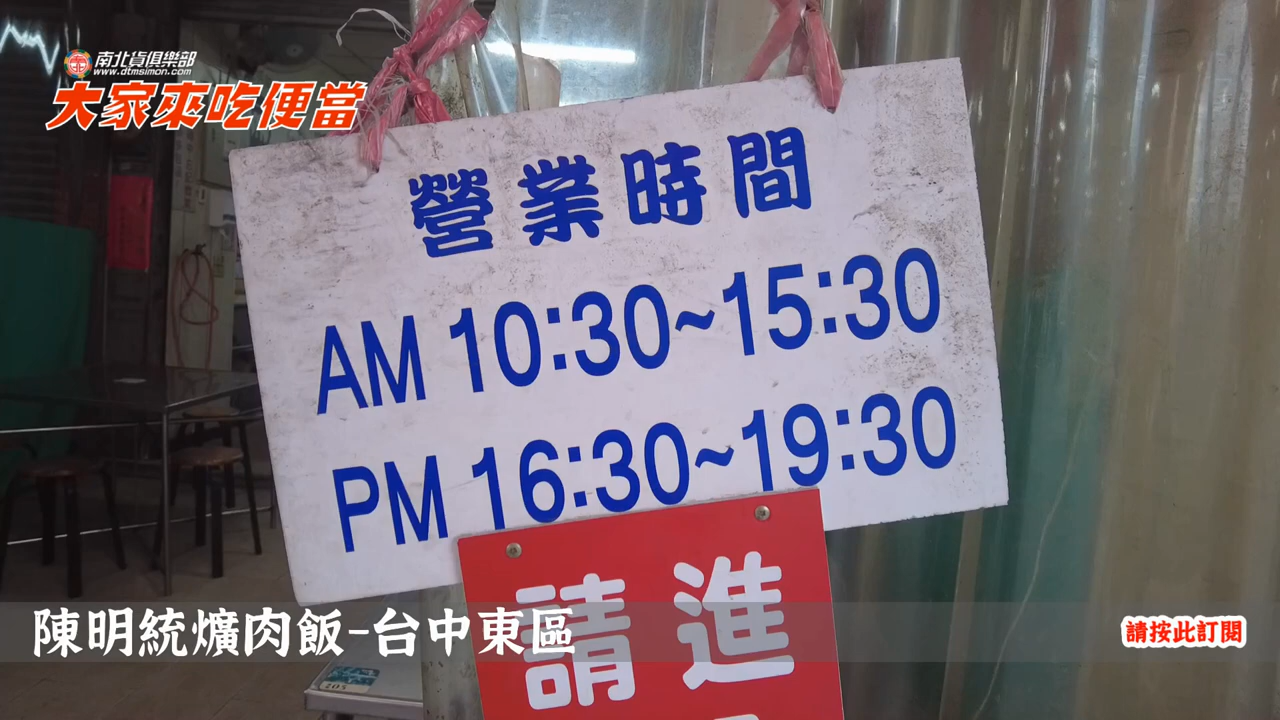 南北貨俱樂部
www.dtmsimon.com
大家來吃便當
營業時間
AM 10:30~15:30
PM 16:30~19:30
請進
陳明統爌肉飯-台中東區
請按此訂閱
205